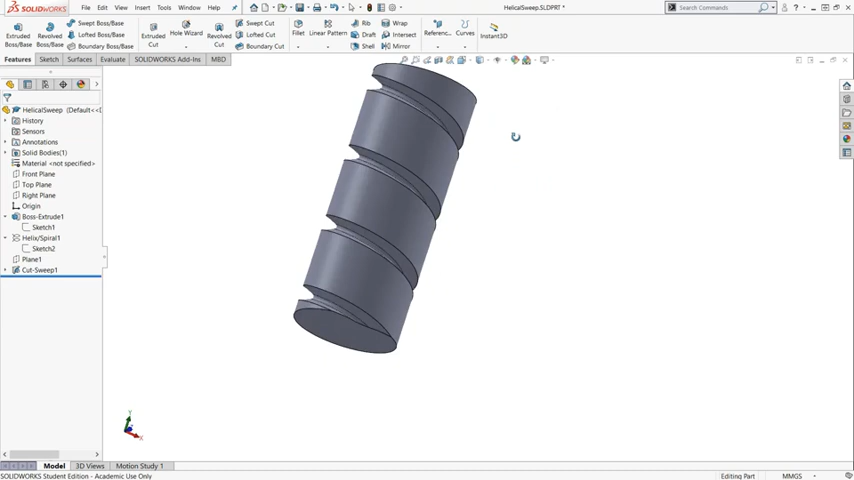 SOLIDWORKS File Edit View Insert Tools Window HelicalSweep.SLDPRT * Search Commands
Extruded Boss/Base
Revolved Boss/Base
Swept Boss/Base
Lofted Boss/Base
Boundary Boss/Base
Extruded Cut
Hole Wizard
Revolved Cut
Swept Cut
Lofted Cut
Boundary Cut
Fillet
Linear Pattern
Rib
Draft
Shell
Wrap
Intersect
Mirror
Referenc...
Curves
Instant3D
Features Sketch Surfaces Evaluate SOLIDWORKS Add-Ins MBD
HelicalSweep (Default<<D
History
Sensors
Annotations
Solid Bodies(1)
Material <not specified>
Front Plane
Top Plane
Right Plane
Origin
Boss-Extrude1
Sketch1
Helix/Spiral1
Sketch2
Plane1
Cut-Sweep1
Y
X
Model 3D Views Motion Study 1
SOLIDWORKS Student Edition - Academic Use Only Editing Part MMGS